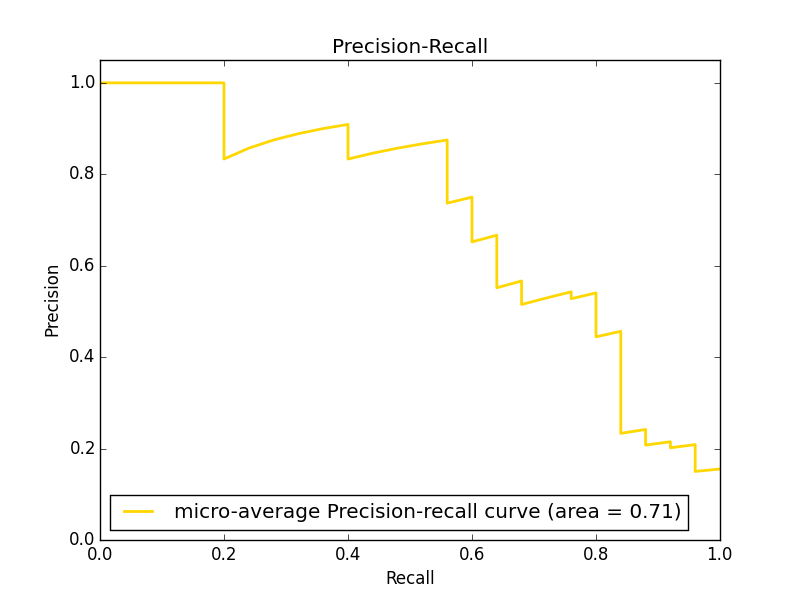 Precision-Recall
1.0
0.8
0.6
0.4
0.2
0.0
Precision
micro-average Precision-recall curve (area = 0.71)
0.0 0.2 0.4 0.6 0.8 1.0
Recall